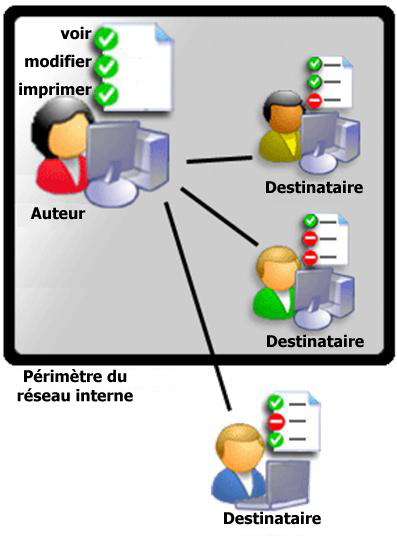 voir
modifier
imprimer
Auteur
Destinataire
Destinataire
Périmètre du
réseau interne
Destinataire